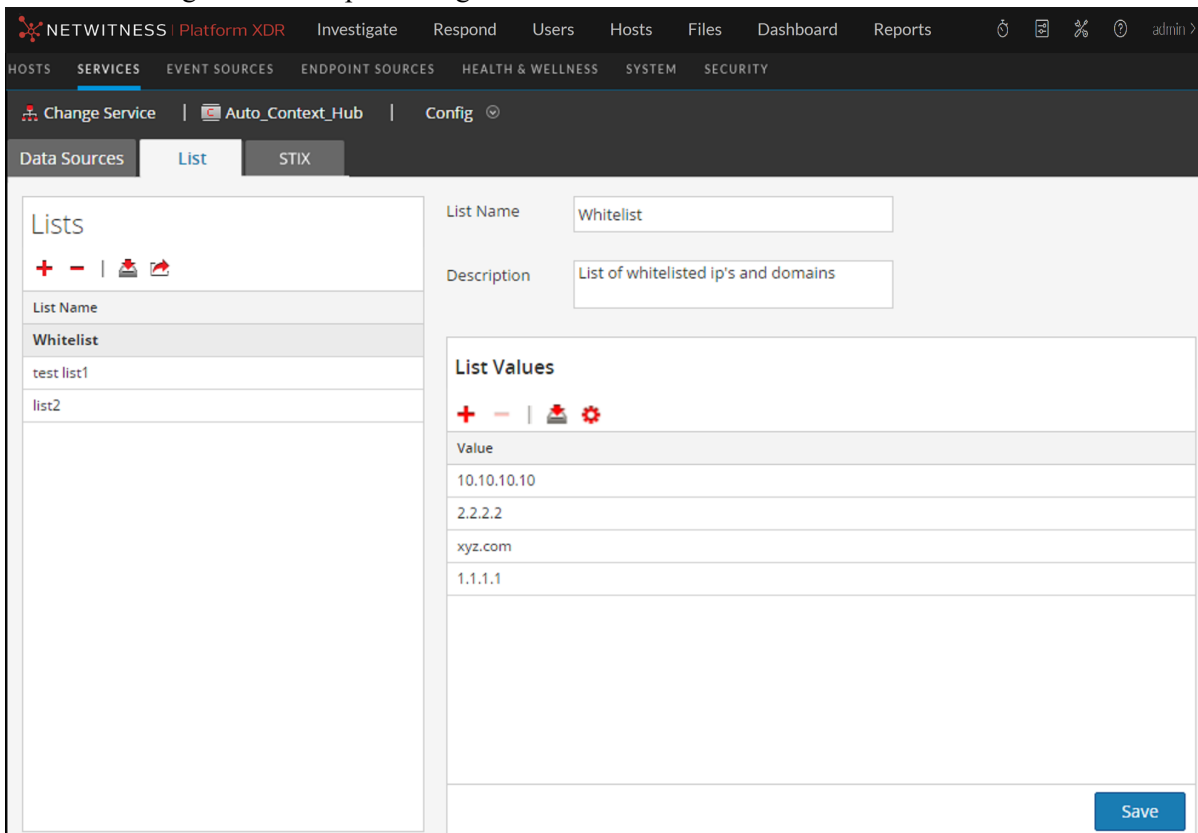 NETWITNESS | Platform XDR Investigate Respond Users Hosts Files Dashboard Reports admin >
HOSTS SERVICES EVENT SOURCES ENDPOINT SOURCES HEALTH & WELLNESS SYSTEM SECURITY
Change Service | Auto_Context_Hub | Config
Data Sources List STIX
Lists
List Name
Whitelist
test list1
list2
List Name Whitelist
Description List of whitelisted ip's and domains
List Values
Value
10.10.10.10
2.2.2.2
xyz.com
1.1.1.1
Save